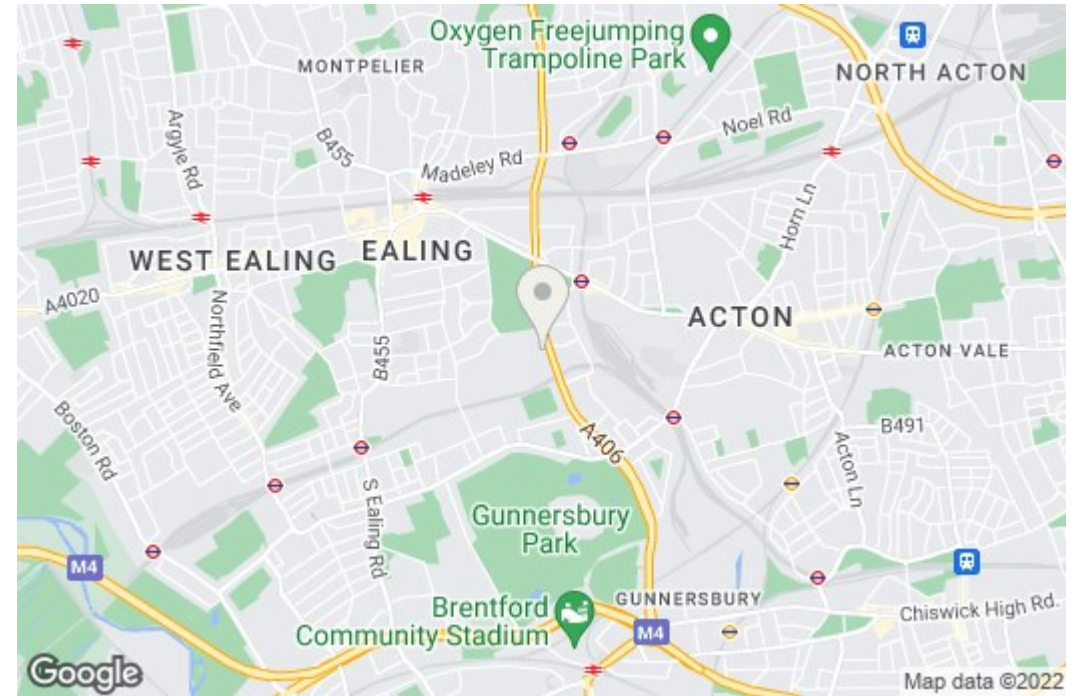 Oxygen Freejumping
Trampoline Park
MONTPELIER
NORTH ACTON
Argyle Rd
B455
Noel Rd
Madeley Rd
Horn Ln
WEST EALING
EALING
A4020
Northfield Ave
B455
ACTON
ACTON VALE
Boston Rd
A406
B491
Acton Ln
S Ealing Rd
Gunnersbury
Park
M4
Brentford
Community Stadium
GUNNERSBURY
Chiswick High Rd.
M4
Google
Map data ©2022